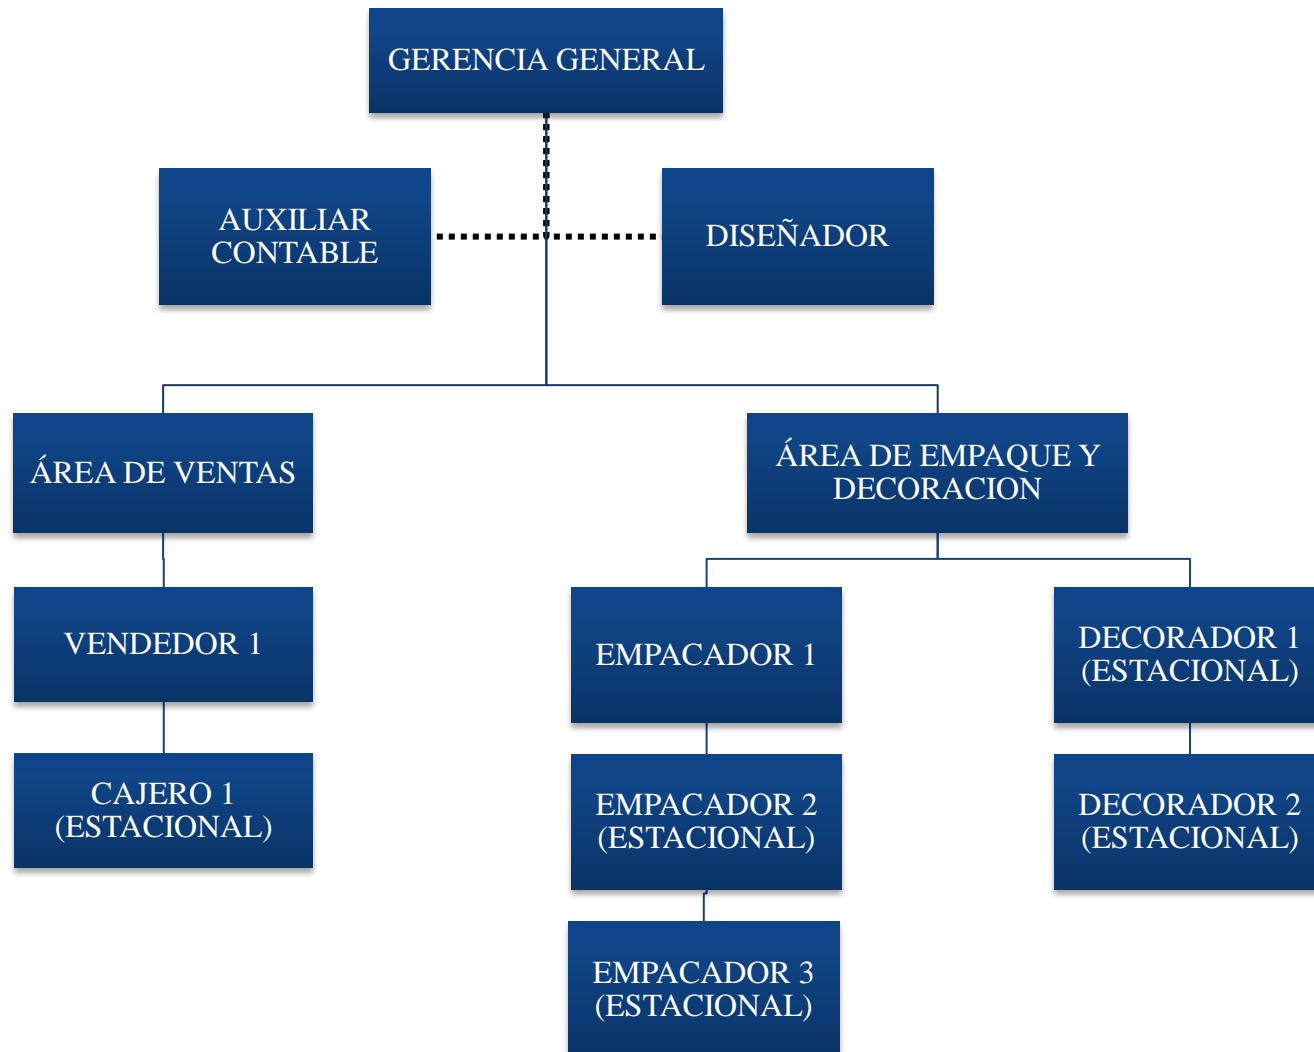 GERENCIA GENERAL
AUXILIAR
CONTABLE
DISEÑADOR
ÁREA DE VENTAS
ÁREA DE EMPAQUE Y
DECORACION
VENDEDOR 1
EMPACADOR 1
DECORADOR 1
(ESTACIONAL)
CAJERO 1
(ESTACIONAL)
EMPACADOR 2
(ESTACIONAL)
DECORADOR 2
(ESTACIONAL)
EMPACADOR 3
(ESTACIONAL)